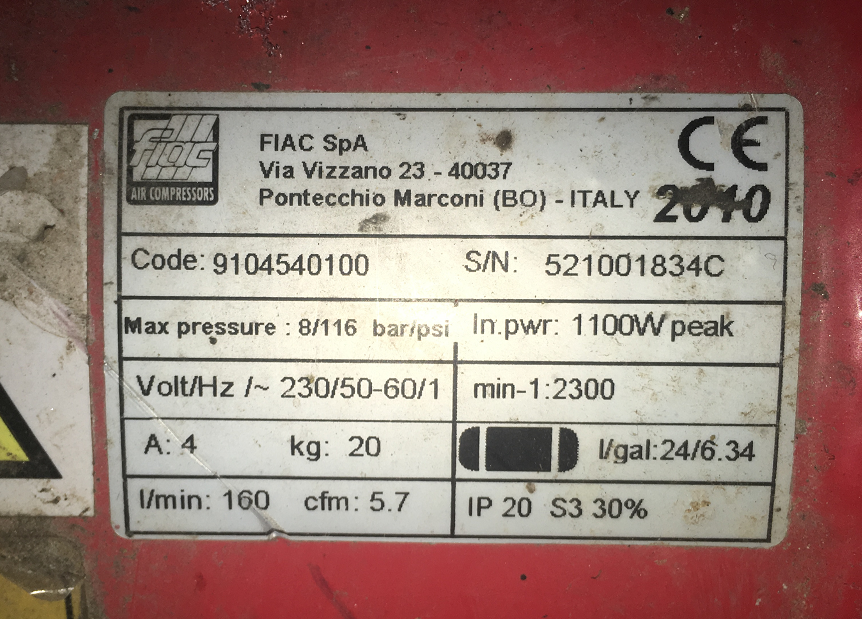 fiac
AIR COMPRESSORS
FIAC SpA
Via Vizzano 23 - 40037
Pontecchio Marconi (BO) - ITALY
CE
2010
Code: 9104540100 S/N: 521001834C
Max pressure : 8/116 bar/psi In.pwr: 1100W peak
Volt/Hz /~ 230/50-60/1 min-1:2300
A: 4 kg: 20 l/gal:24/6.34
l/min: 160 cfm: 5.7 IP 20 S3 30%